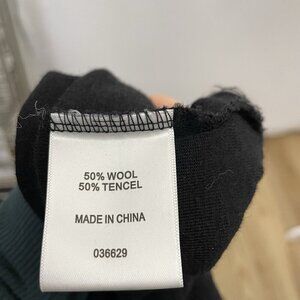 50% WOOL
50% TENCEL
MADE IN CHINA
036629